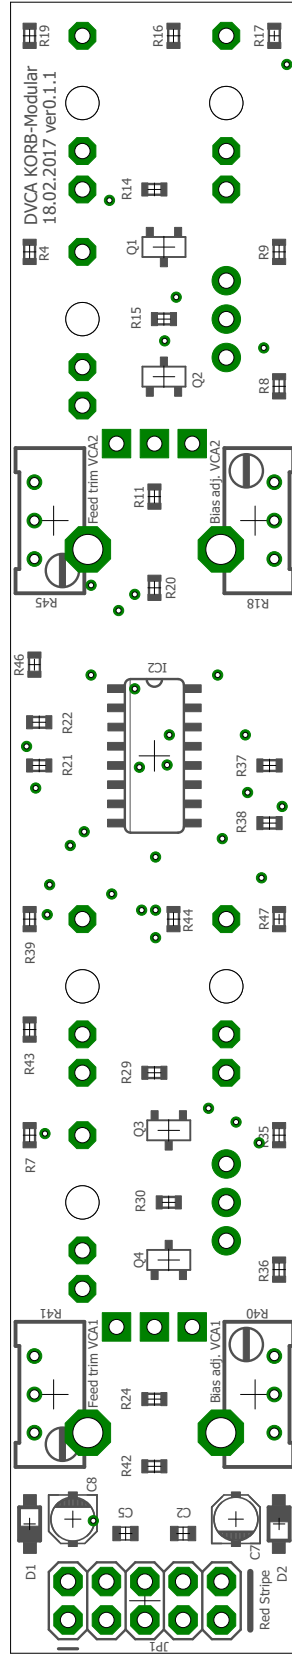 R19
R16
R17
DVCA KORB-Modular
18.02.2017 ver0.1.1
R14
R4
Q1
R9
R15
Q2
R8
Feed trim VCA2
Bias adj. VCA2
R11
R45
R20
R18
R46
IC2
R22
R21
R37
R38
R39
R44
R47
R43
R29
R7
Q3
R35
R30
Q4
R36
R41
R40
Feed trim VCA1
Bias adj. VCA1
R24
R42
C8
C5
C2
C7
D1
D2
JP1
Red Stripe